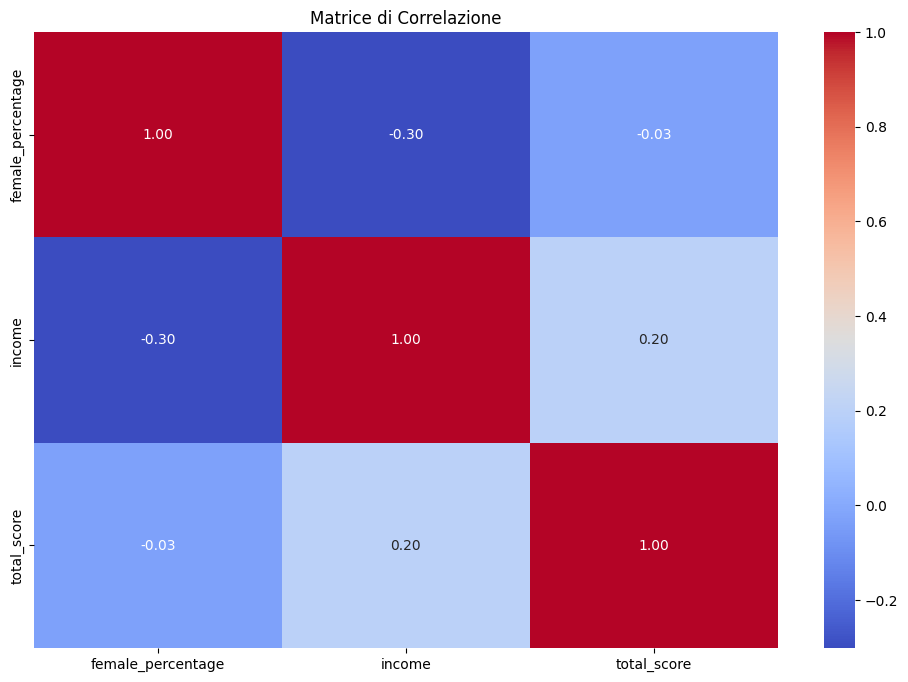 Matrice di Correlazione
female_percentage
1.00
-0.30
-0.03
income
-0.30
1.00
0.20
total_score
-0.03
0.20
1.00
female_percentage
income
total_score
1.0
0.8
0.6
0.4
0.2
0.0
−0.2